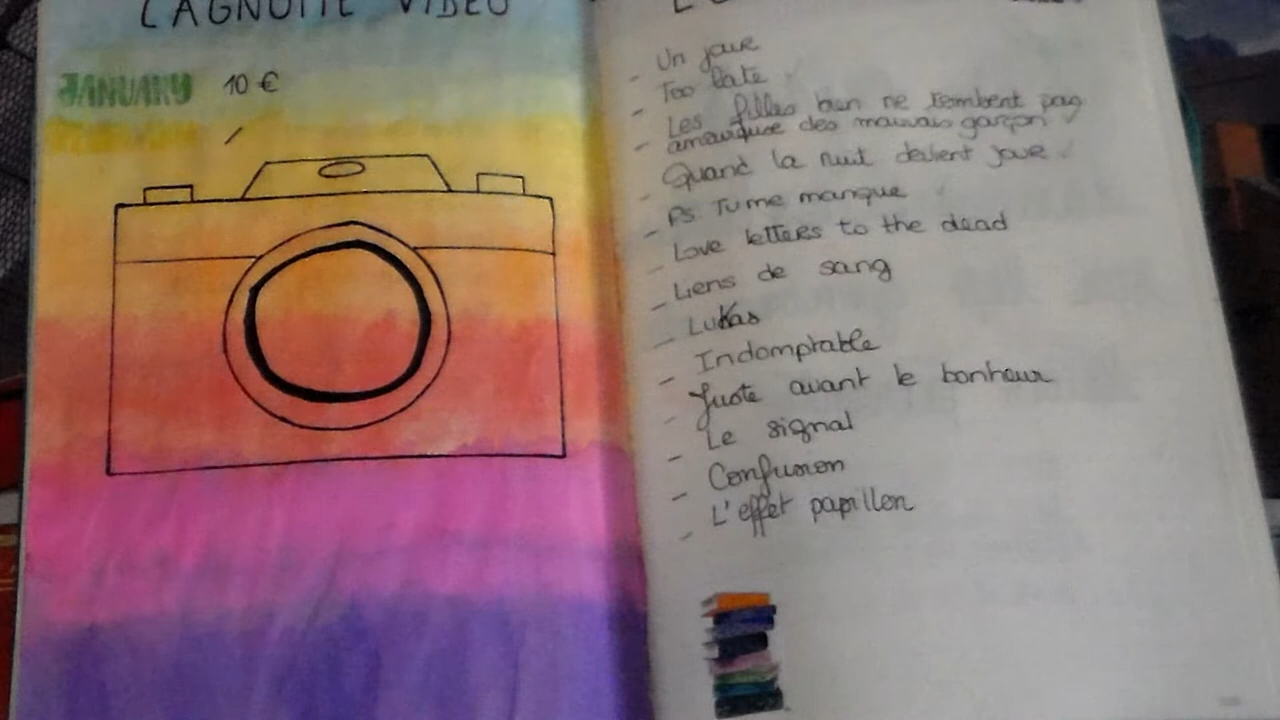 CAGNOTTE VIDEO
JANUARY 10 €
- Un jour
- Too late
- Les filles bien ne tombent pas
amoureuse des mauvais garçon
- Quand la nuit devient jour
- Ps. Tu me manque
- Love letters to the dead
- Liens de sang
- Lukas
- Indomptable
- Juste avant le bonheur
- Le signal
- Confusion
- L'effet papillon